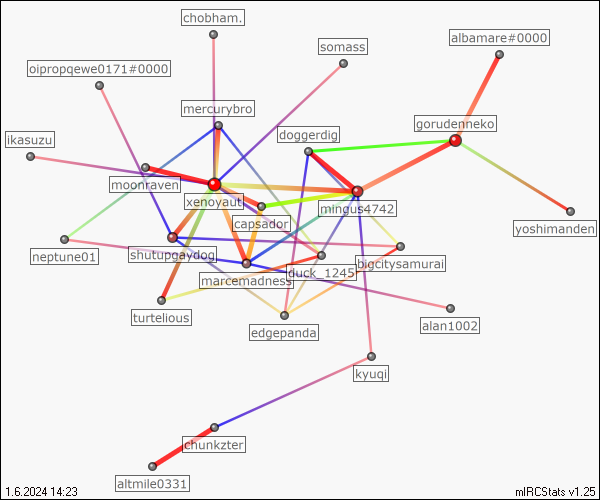 chobham.
albamare#0000
somass
oipropqewe0171#0000
mercurybro
gorudenneko
doggerdig
ikasuzu
moonraven
xenoyaut
mingus4742
capsador
yoshimanden
neptune01
shutupgaydog
bigcitysamurai
duck_1245
marcemadness
turtelious
edgepanda
alan1002
kyuqi
chunkzter
altmile0331
1.6.2024 14:23
mIRCStats v1.25